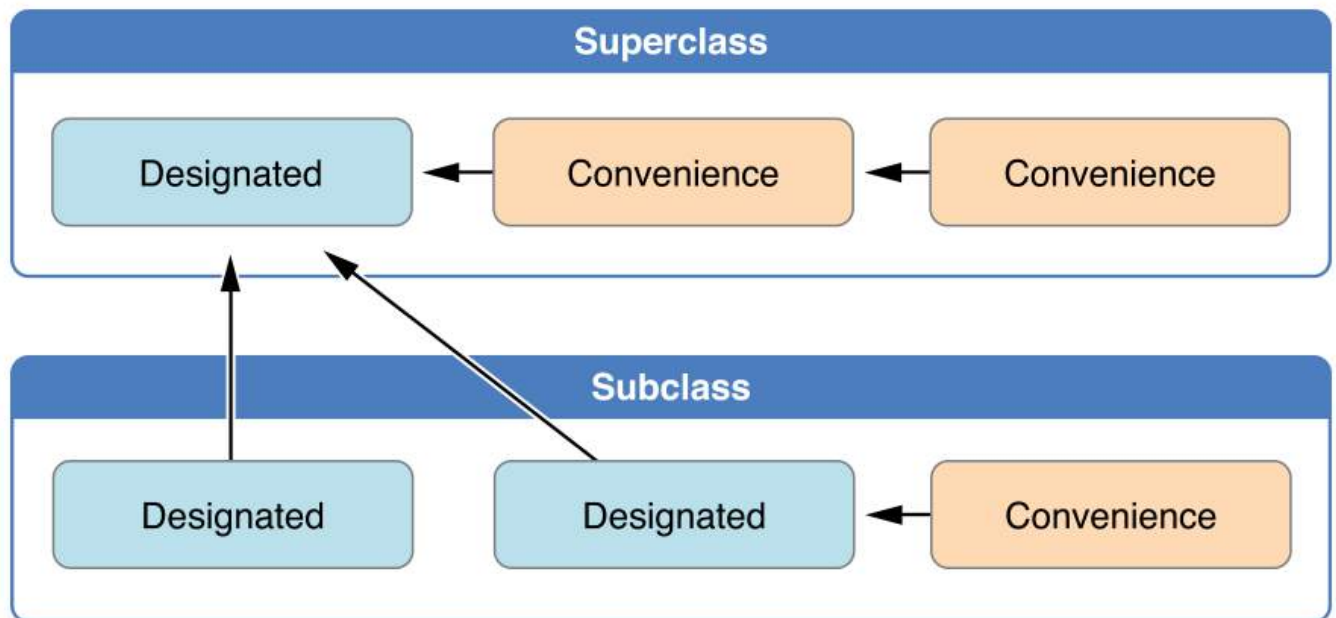 Superclass
Designated
Convenience
Convenience
Subclass
Designated
Designated
Convenience